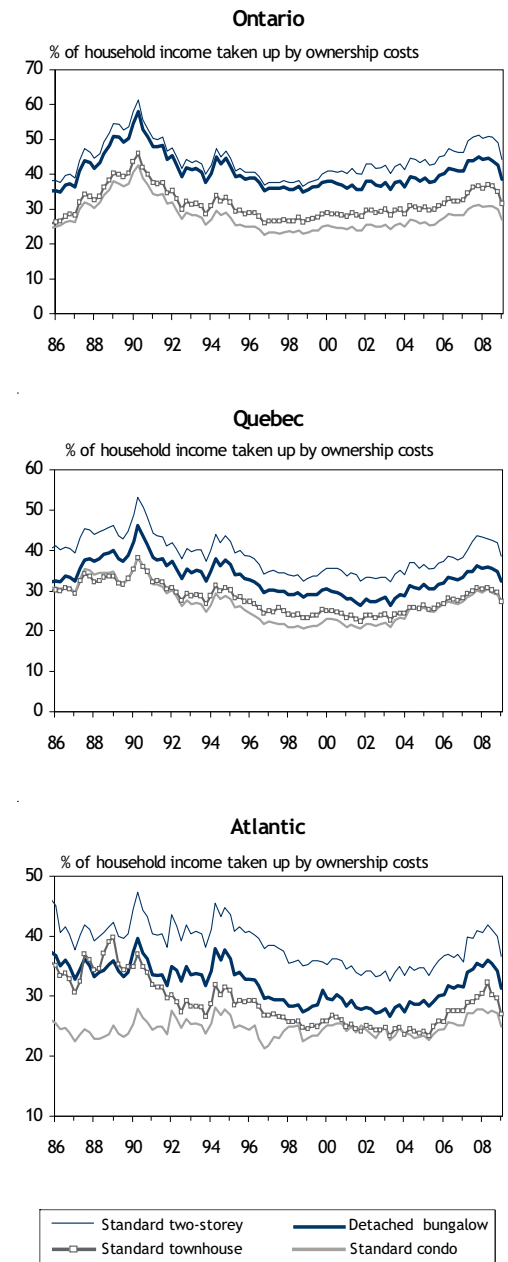 Ontario
% of household income taken up by ownership costs
70
60
50
40
30
20
10
0
86 88 90 92 94 96 98 00 02 04 06 08
Quebec
% of household income taken up by ownership costs
60
50
40
30
20
10
0
86 88 90 92 94 96 98 00 02 04 06 08
Atlantic
% of household income taken up by ownership costs
50
40
30
20
10
86 88 90 92 94 96 98 00 02 04 06 08
Standard two-storey Detached bungalow
Standard townhouse Standard condo